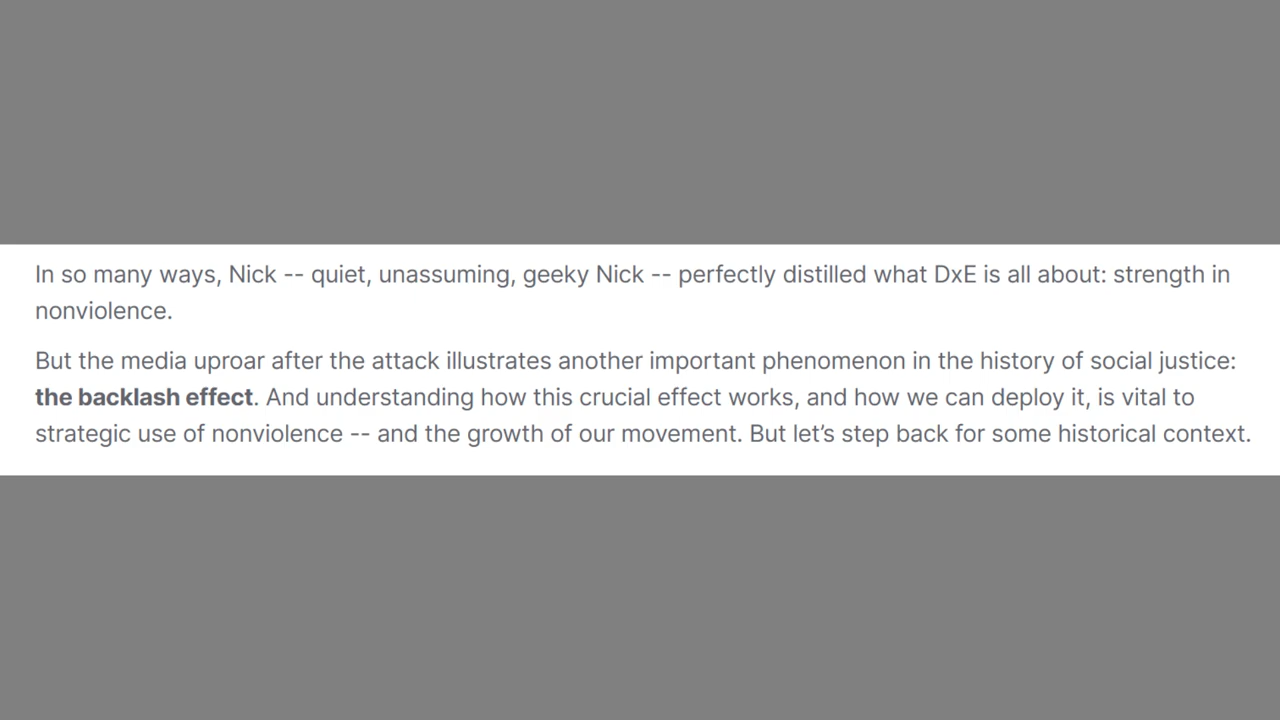 In so many ways, Nick -- quiet, unassuming, geeky Nick -- perfectly distilled what DxE is all about: strength in
nonviolence.
But the media uproar after the attack illustrates another important phenomenon in the history of social justice:
the backlash effect. And understanding how this crucial effect works, and how we can deploy it, is vital to
strategic use of nonviolence -- and the growth of our movement. But let’s step back for some historical context.